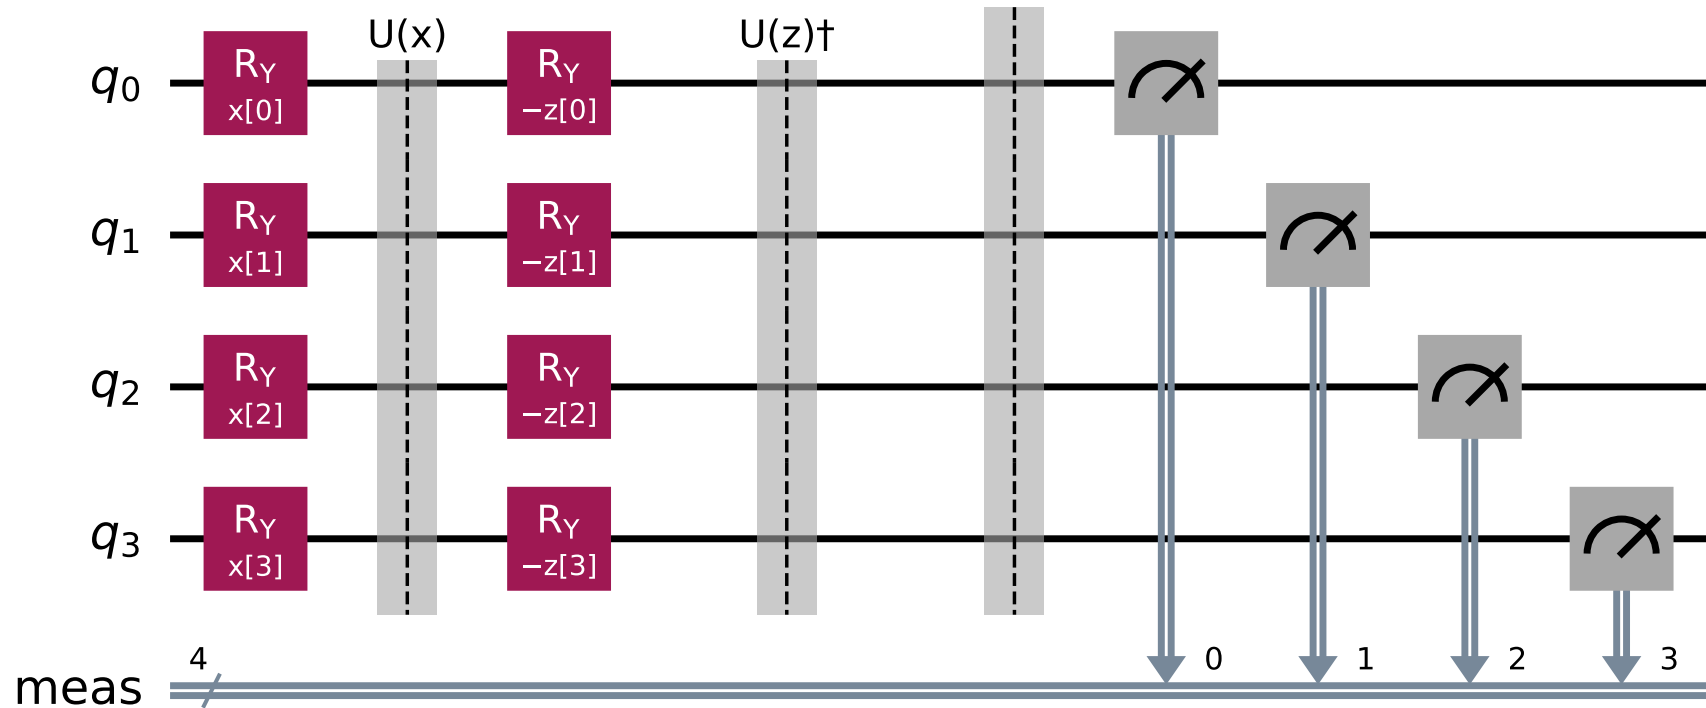 U(x) U(z)†
q0 RY x[0] RY −z[0]
q1 RY x[1] RY −z[1]
q2 RY x[2] RY −z[2]
q3 RY x[3] RY −z[3]
4 0 1 2 3
meas